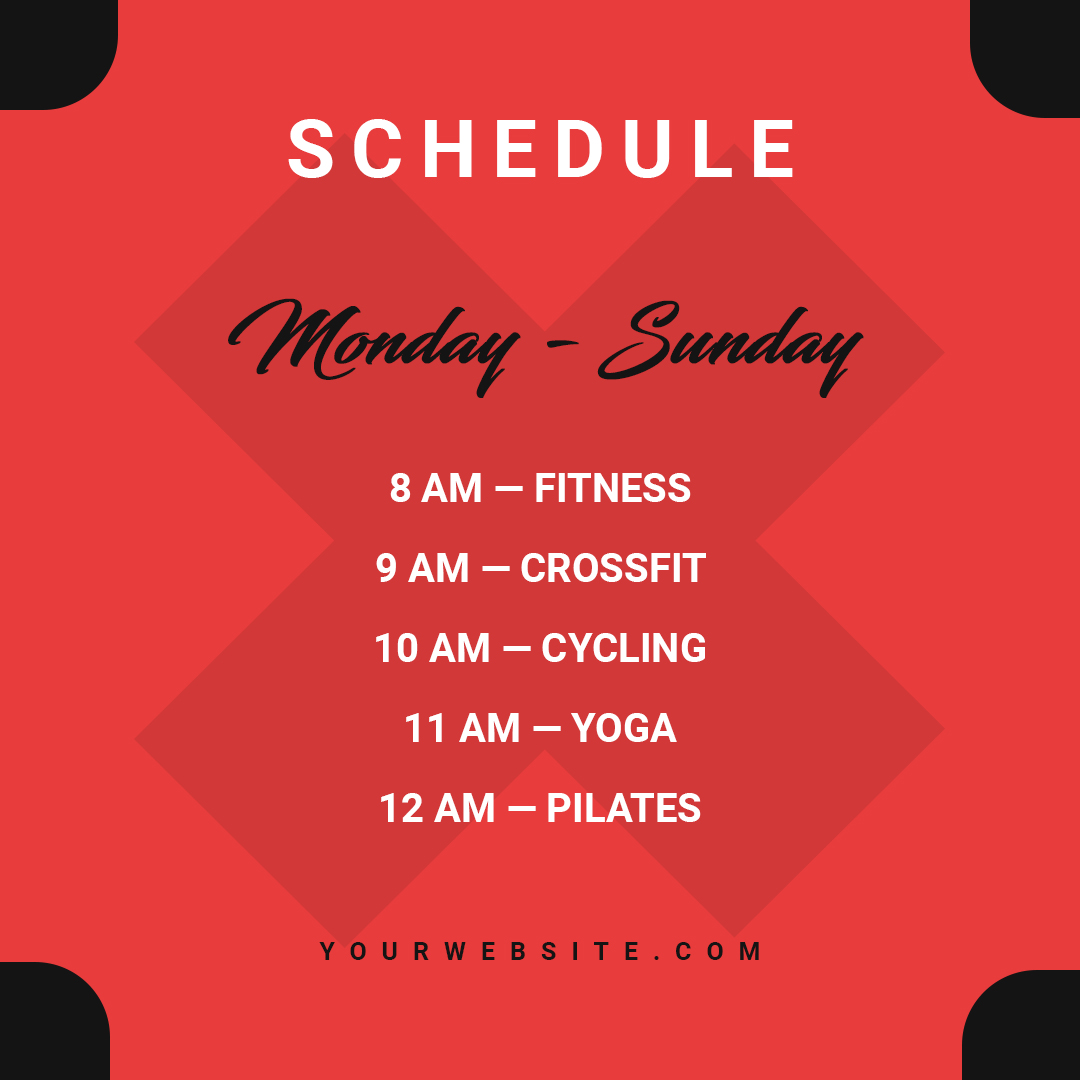 SCHEDULE
Monday - Sunday
8 AM — FITNESS
9 AM — CROSSFIT
10 AM — CYCLING
11 AM — YOGA
12 AM — PILATES
YOURWEBSITE.COM